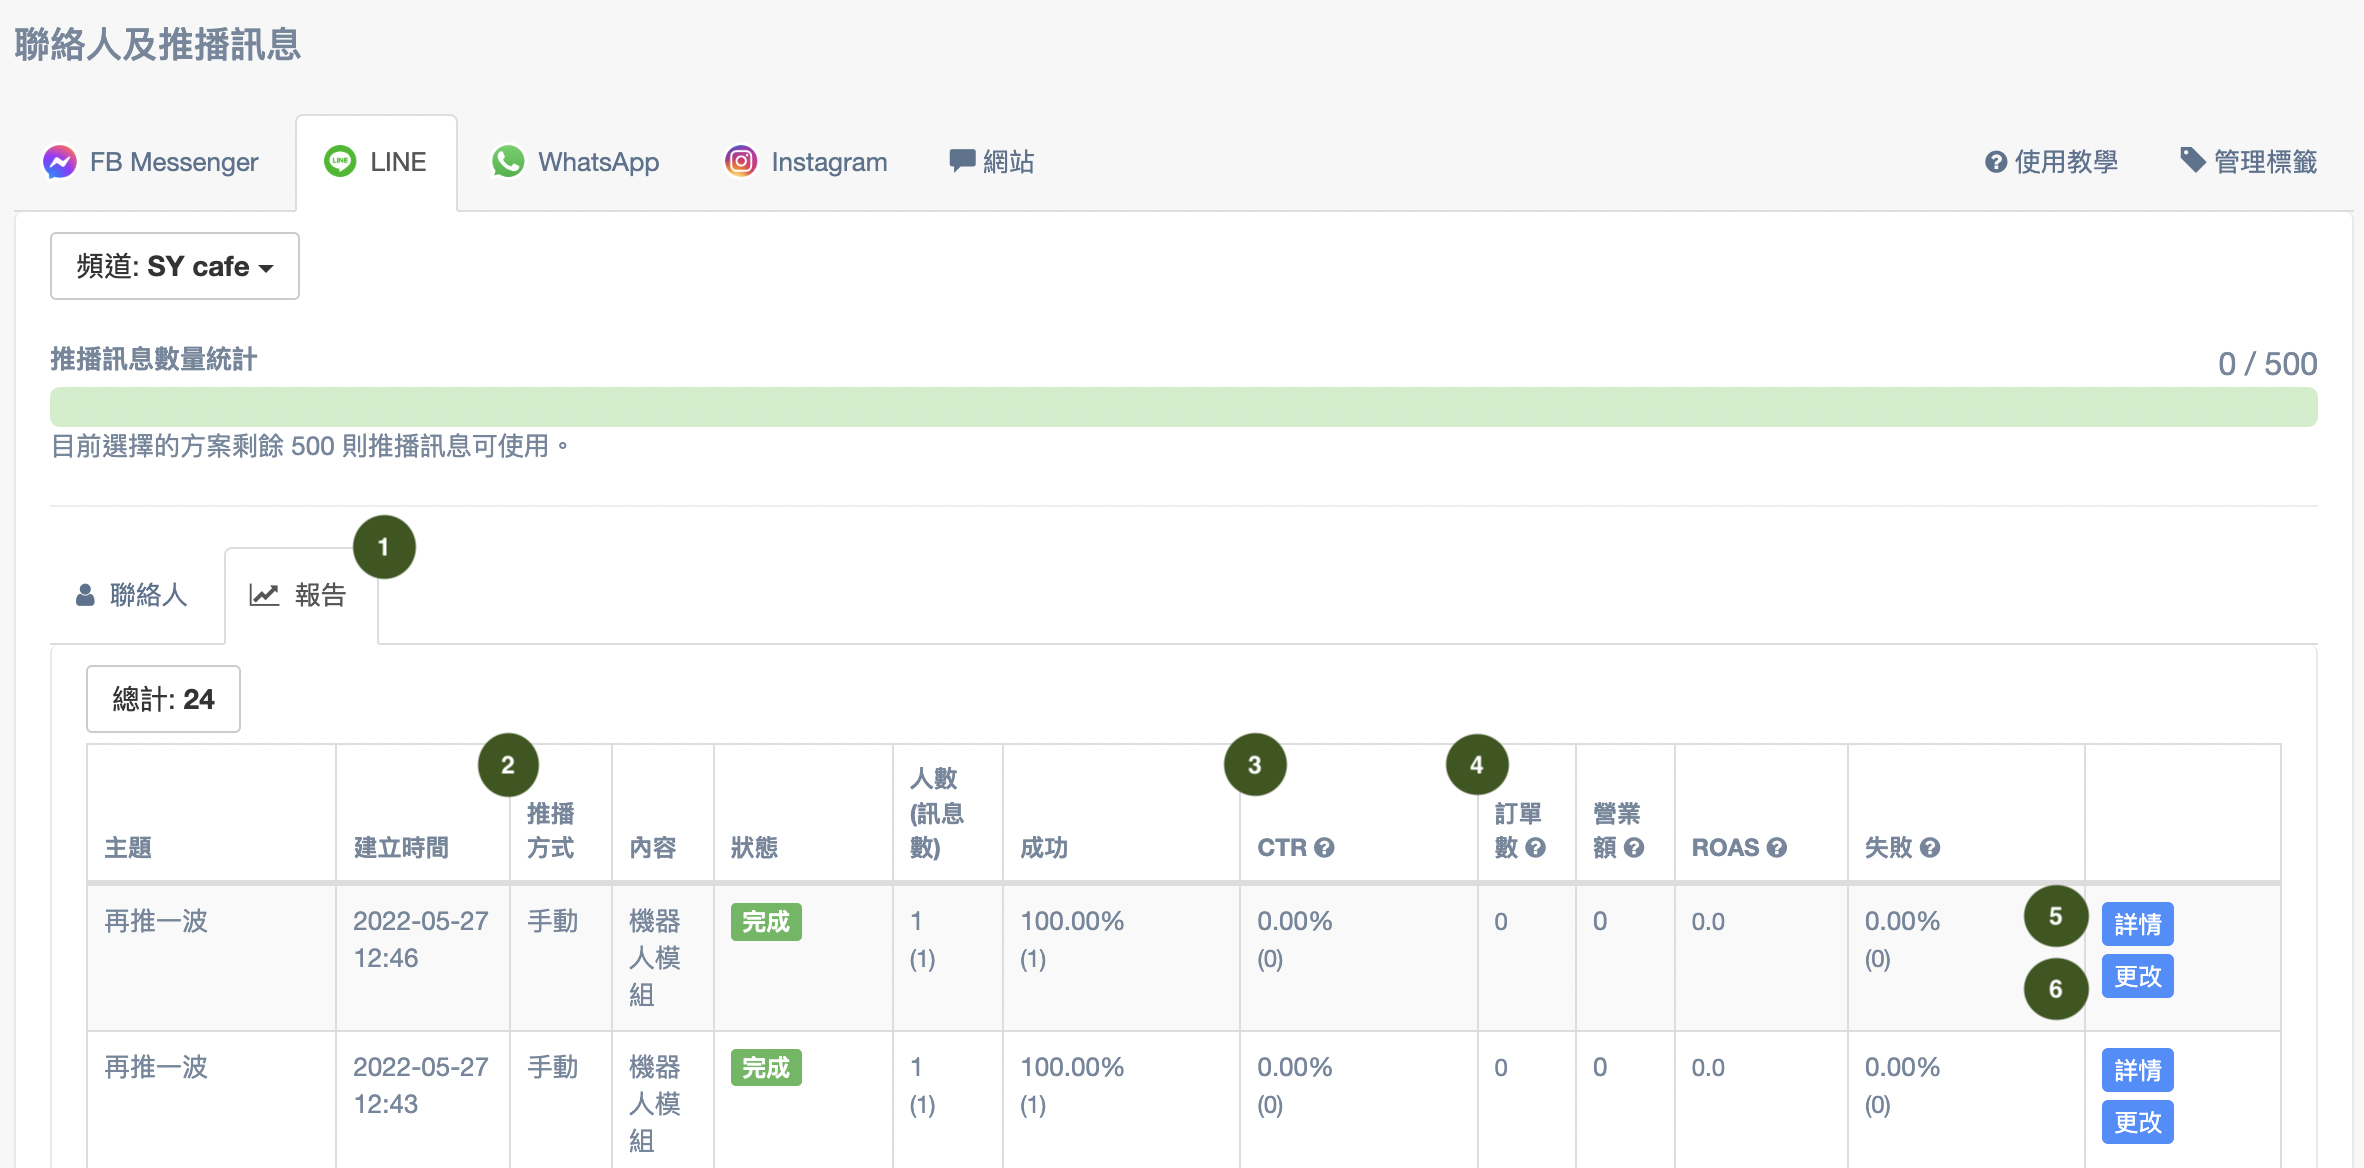 聯絡人及推播訊息
FB Messenger
LINE
WhatsApp
Instagram
網站
使用教學
管理標籤
頻道: SY cafe
推播訊息數量統計
0 / 500
目前選擇的方案剩餘 500 則推播訊息可使用。
1
聯絡人
報告
總計: 24
2
3
4
主題
建立時間
推播
方式
內容
狀態
人數
(訊息
數)
成功
CTR
訂單
數
營業
額
ROAS
失敗
再推一波
2022-05-27
12:46
手動
機器
人模
組
完成
1
(1)
100.00%
(1)
0.00%
(0)
0
0
0.0
0.00%
(0)
5
詳情
6
更改
再推一波
2022-05-27
12:43
手動
機器
人模
組
完成
1
(1)
100.00%
(1)
0.00%
(0)
0
0
0.0
0.00%
(0)
詳情
更改